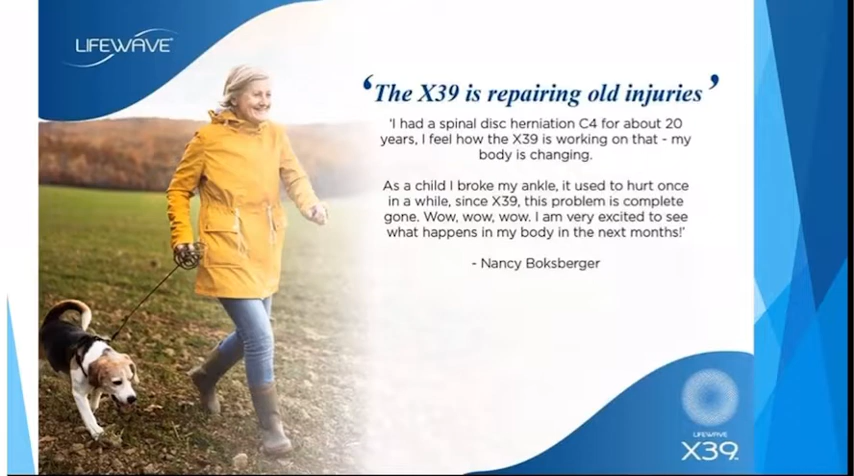 LIFEWAVE®
‘The X39 is repairing old injuries’
‘I had a spinal disc herniation C4 for about 20
years, I feel how the X39 is working on that - my
body is changing.
As a child I broke my ankle, it used to hurt once
in a while, since X39, this problem is complete
gone. Wow, wow, wow. I am very excited to see
what happens in my body in the next months!’
- Nancy Boksberger
LIFEWAVE
X39.